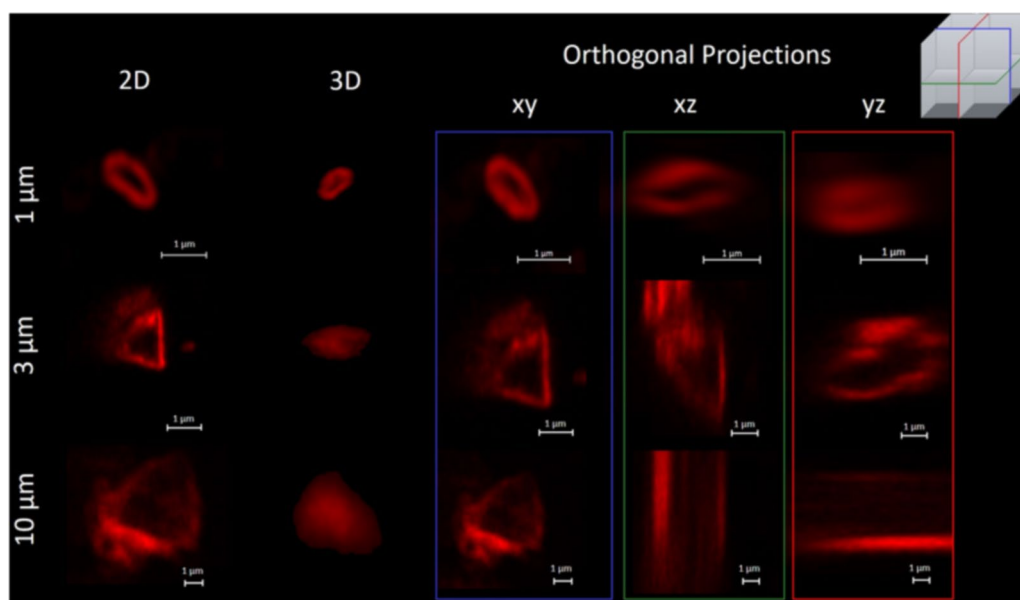 Orthogonal Projections
2D 3D xy xz yz
1 µm
1 µm 1 µm 1 µm 1 µm
3 µm
1 µm 1 µm 1 µm 1 µm
10 µm
1 µm 1 µm 1 µm 1 µm